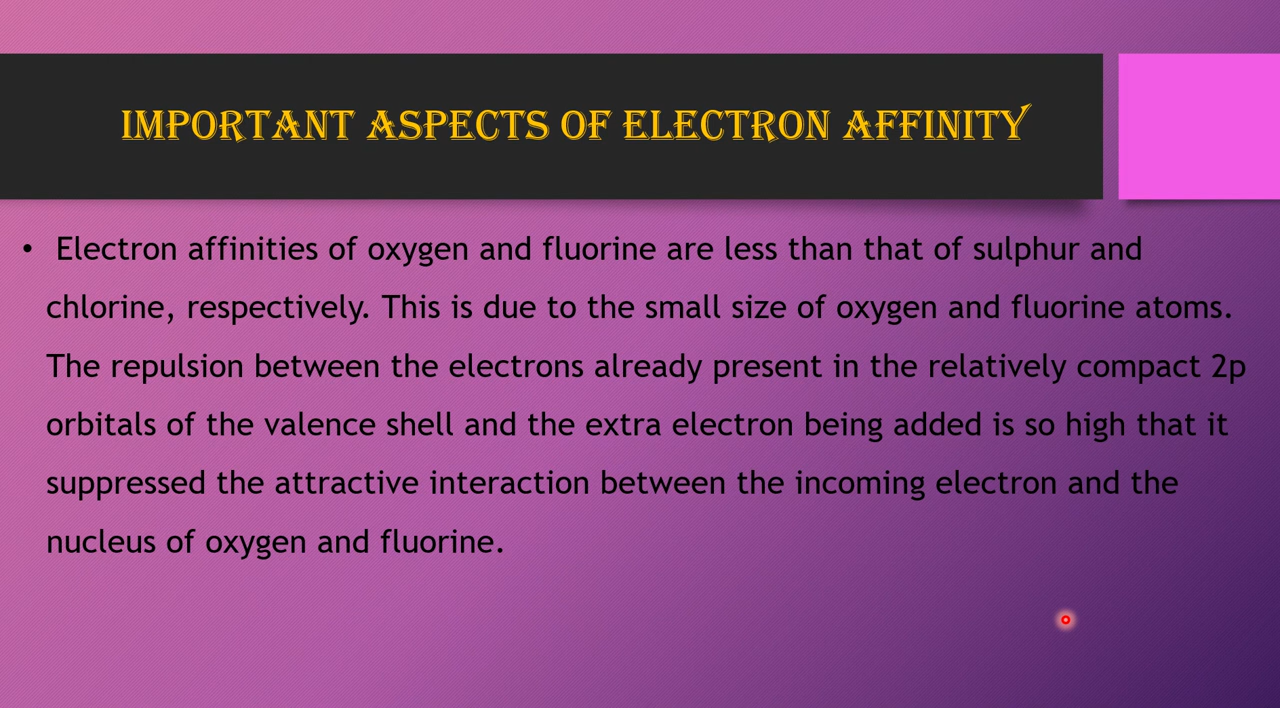 IMPORTANT ASPECTS OF ELECTRON AFFINITY
• Electron affinities of oxygen and fluorine are less than that of sulphur and
chlorine, respectively. This is due to the small size of oxygen and fluorine atoms.
The repulsion between the electrons already present in the relatively compact 2p
orbitals of the valence shell and the extra electron being added is so high that it
suppressed the attractive interaction between the incoming electron and the
nucleus of oxygen and fluorine.